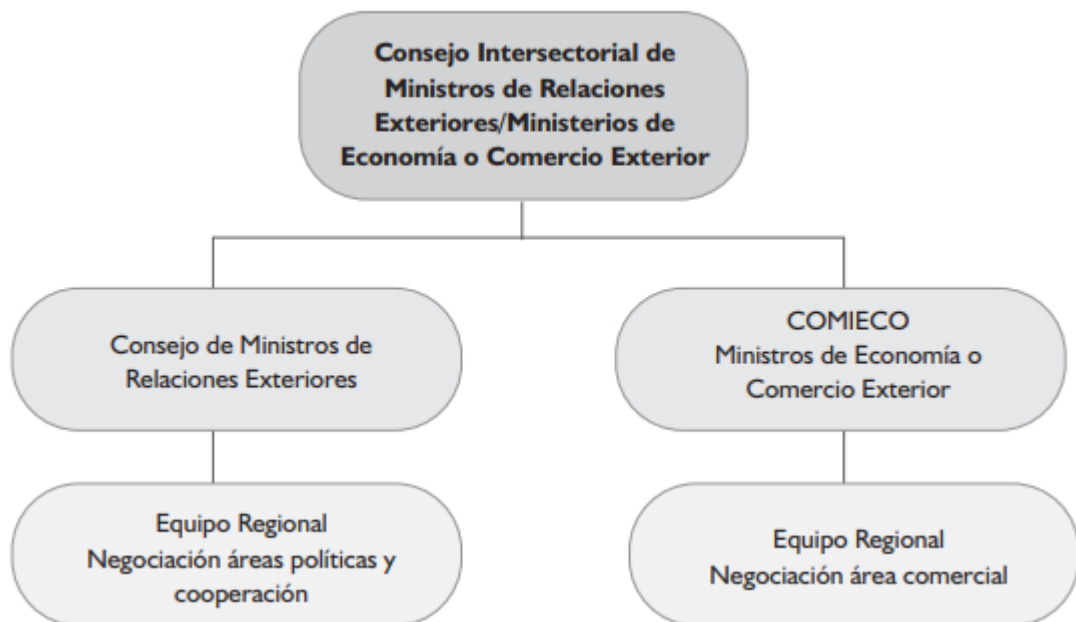 Consejo Intersectorial de
Ministros de Relaciones
Exteriores/Ministerios de
Economía o Comercio Exterior
Consejo de Ministros de
Relaciones Exteriores
COMIECO
Ministros de Economía o
Comercio Exterior
Equipo Regional
Negociación áreas políticas y
cooperación
Equipo Regional
Negociación área comercial